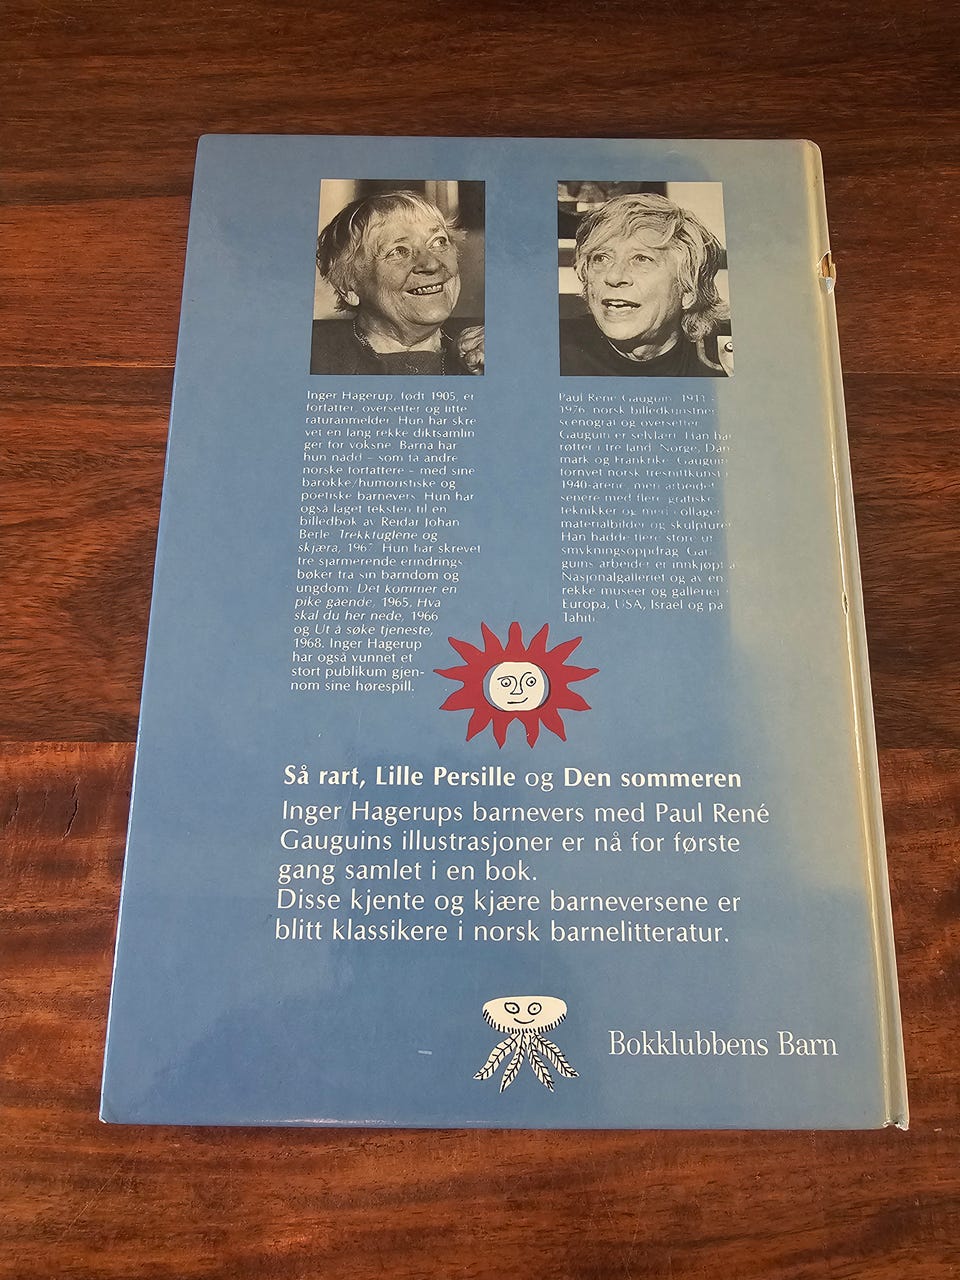 Inger Hagerup, født 1905, er
forfatter, oversetter og litte-
raturanmelder. Hun har skre-
vet en lang rekke diktsamlin-
ger for voksne. Barna har
hun nådd – som få andre
norske forfattere – med sine
barokke/humoristiske og
poetiske barnevers. Hun har
også laget teksten til en
billedbok av Reidar Johan
Berle Trekkfuglene og
skjæra, 1967. Hun har skrevet
tre sjarmerende erindrings-
bøker fra sin barndom og
ungdom: Det kommer en
pike gående, 1965, Hva
skal du her nede, 1966
og Ut å søke tjeneste,
1968. Inger Hagerup
har også vunnet et
stort publikum gjen-
nom sine hørespill.
Paul René Gauguin, 1911 -
1976, norsk billedkunstner,
scenograf og oversetter.
Gauguin er selvlært. Han har
røtter i tre land, Norge, Dan-
mark og Frankrike. Gauguin
fornyet norsk tresnittkunst i
1940-årene, men arbeidet
senere med flere grafiske
teknikker og med collager,
materialbilder og skulpturer.
Han hadde flere store ut-
smykningsoppdrag. Gau-
guins arbeider er innkjøpt a
Nasjonalgalleriet og av en
rekke museer og gallerier i
Europa, USA, Israel og på
Tahiti.
Så rart, Lille Persille og Den sommeren
Inger Hagerups barnevers med Paul René
Gauguins illustrasjoner er nå for første
gang samlet i en bok.
Disse kjente og kjære barneversene er
blitt klassikere i norsk barnelitteratur.
Bokklubbens Barn